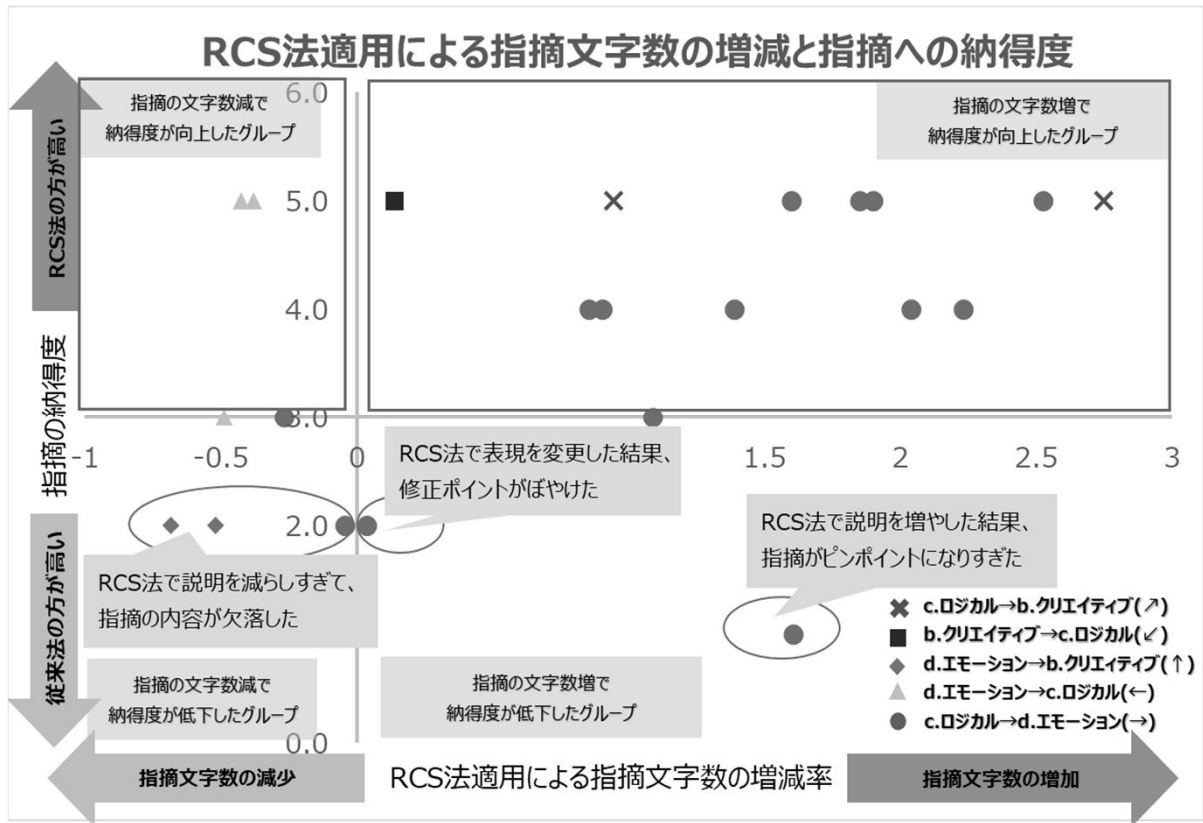 RCS法適用による指摘文字数の増減と指摘への納得度
RCS法の方が高い
指摘の納得度
従来法の方が高い
指摘の文字数減で
納得度が向上したグループ
指摘の文字数増で
納得度が向上したグループ
6.0
5.0
4.0
3.0
2.0
0.0
-1
-0.5
0
1.5
2
2.5
3
RCS法で表現を変更した結果、
修正ポイントがぼやけた
RCS法で説明を増やした結果、
指摘がピンポイントになりすぎた
RCS法で説明を減らしすぎて、
指摘の内容が欠落した
指摘の文字数減で
納得度が低下したグループ
指摘の文字数増で
納得度が低下したグループ
c.ロジカル→b.クリエイティブ(↗)
b.クリエイティブ→c.ロジカル(↙)
d.エモーション→b.クリエィティブ(↑)
d.エモーション→c.ロジカル(←)
c.ロジカル→d.エモーション(→)
指摘文字数の減少
RCS法適用による指摘文字数の増減率
指摘文字数の増加